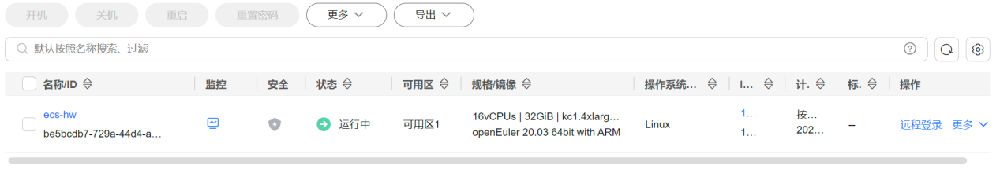 开机 关机 重启 重置密码 更多 导出
默认按照名称搜索、过滤
名称/ID 监控 安全 状态 可用区 规格/镜像 操作系统... I... 计. 标. 操作
ecs-hw 16vCPUs | 32GiB | kc1.4xlarg... 1... 按...
运行中 可用区1 Linux -- 远程登录 更多
be5bcdb7-729a-44d4-a... openEuler 20.03 64bit with ARM 1... 202...